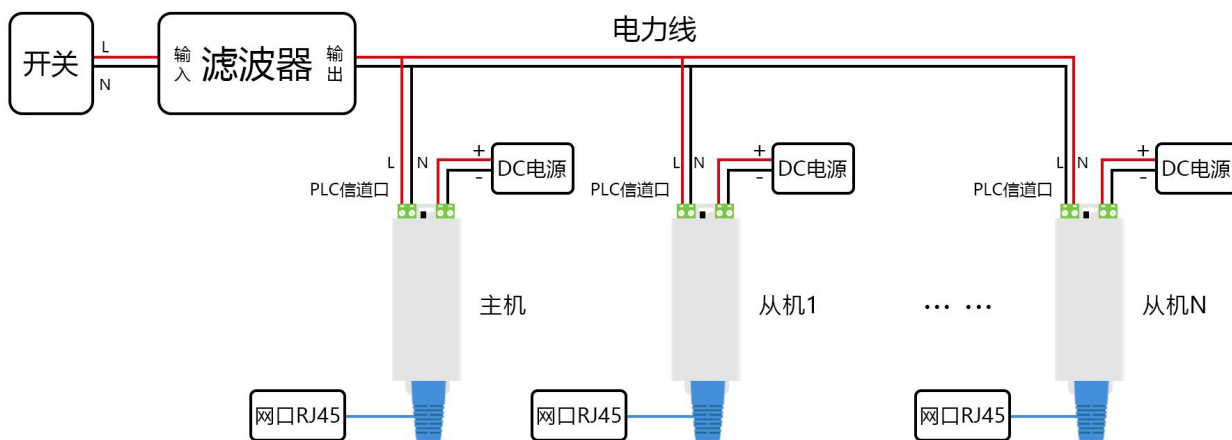 电力线
开关
L
N
输入
滤波器
输出
L
N
+
-
DC电源
PLC信道口
L
N
+
-
DC电源
PLC信道口
L
N
+
-
DC电源
PLC信道口
主机
从机1
… …
从机N
网口RJ45
网口RJ45
网口RJ45